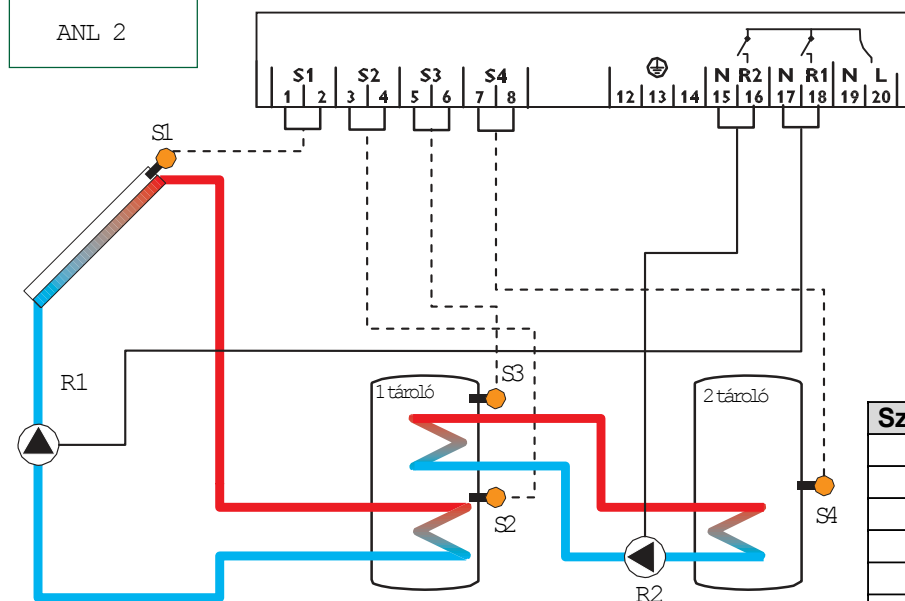 ANL 2
S1 S2 S3 S4 N R2 N R1 N L
1 2 3 4 5 6 7 8 12 13 14 15 16 17 18 19 20
S1
R1
1 tároló
S3
2 tároló
S2
S4
R2
Sz